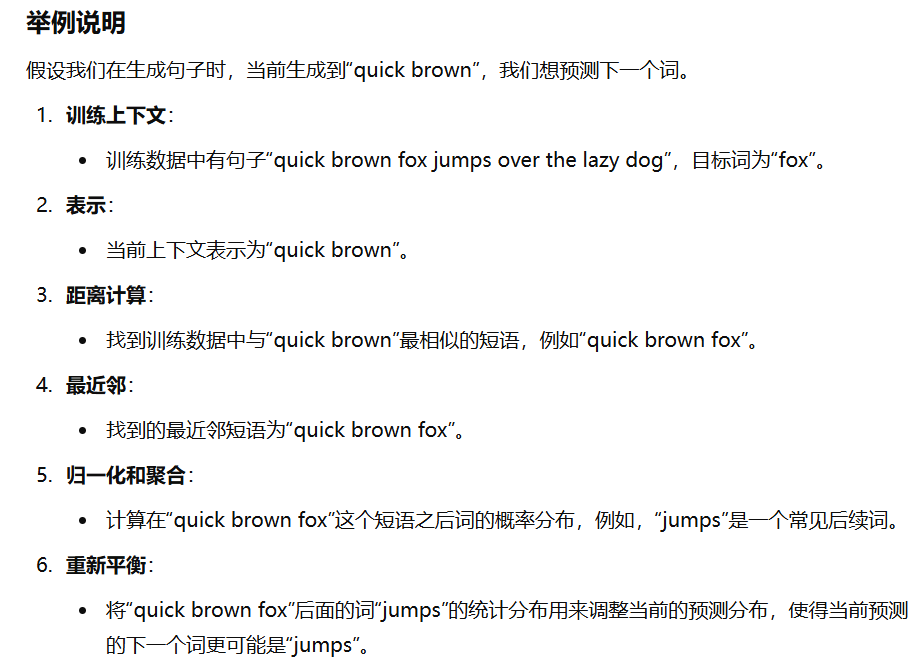 举例说明
假设我们在生成句子时，当前生成到“quick brown”，我们想预测下一个词。
1. 训练上下文：
• 训练数据中有句子“quick brown fox jumps over the lazy dog”，目标词为“fox”。
2. 表示：
• 当前上下文表示为“quick brown”。
3. 距离计算：
• 找到训练数据中与“quick brown”最相似的短语，例如“quick brown fox”。
4. 最近邻：
• 找到的最近邻短语为“quick brown fox”。
5. 归一化和聚合：
• 计算在“quick brown fox”这个短语之后词的概率分布，例如，“jumps”是一个常见后续词。
6. 重新平衡：
• 将“quick brown fox”后面的词“jumps”的统计分布用来调整当前的预测分布，使得当前预测
的下一个词更可能是“jumps”。